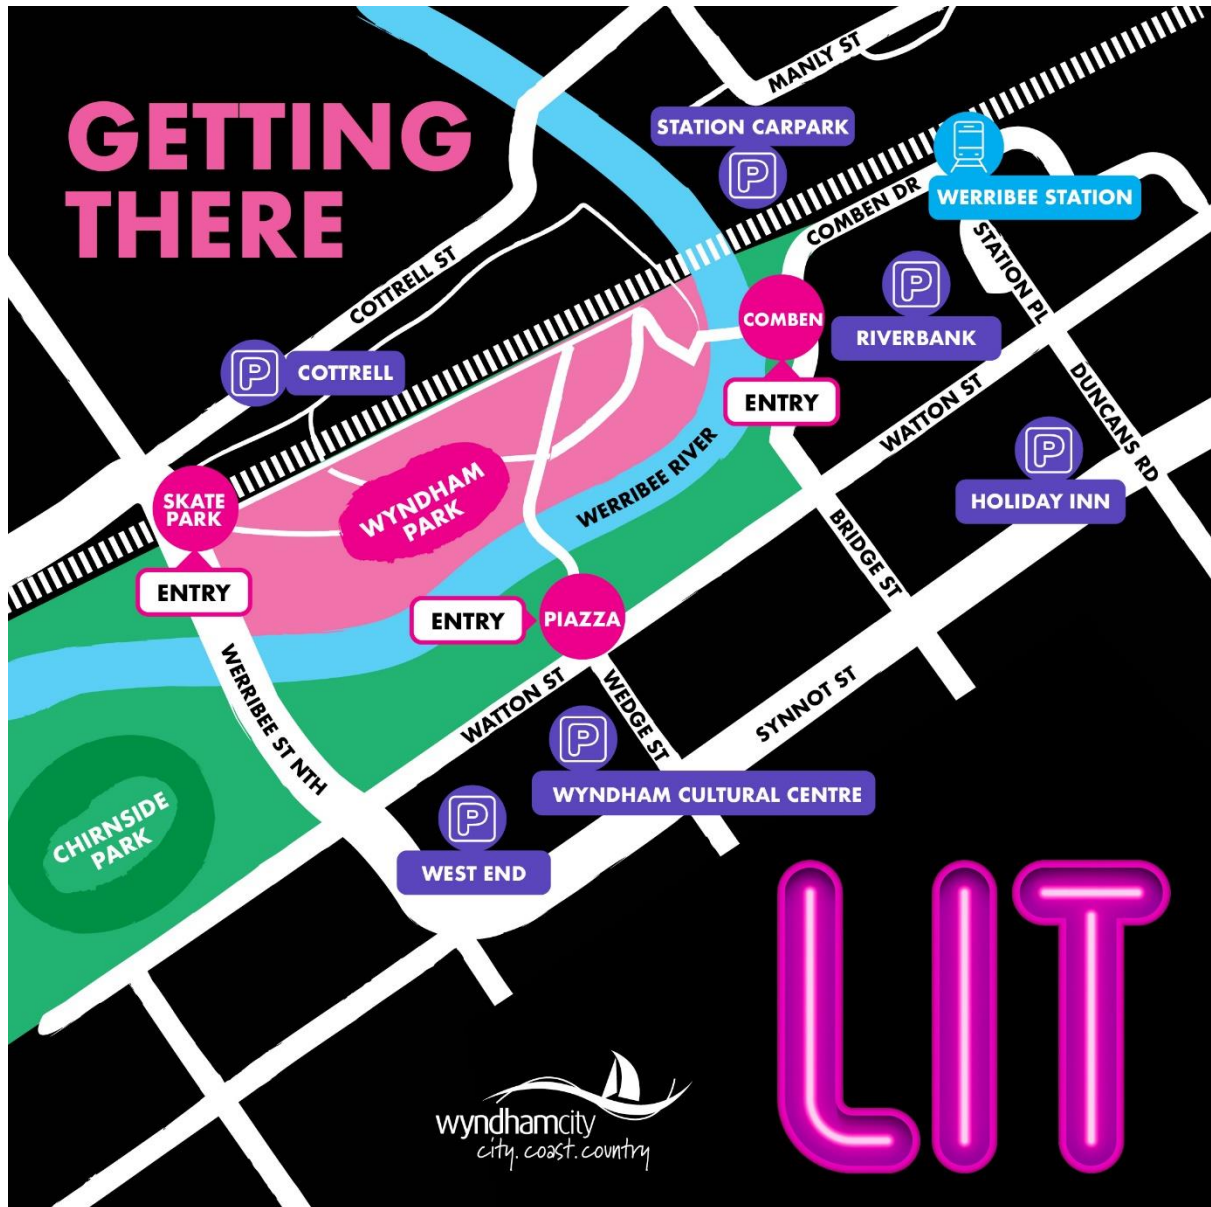 GETTING
THERE
MANLY ST
STATION CARPARK
P
WERRIBEE STATION
COMBEN DR
STATION PL
COTTRELL ST
P
RIVERBANK
COMBEN
ENTRY
P
COTTRELL
DUNCANS RD
WATTON ST
P
HOLIDAY INN
WERRIBEE RIVER
WYNDHAM
PARK
SKATE
PARK
ENTRY
BRIDGE ST
ENTRY
PIAZZA
WERRIBEE ST NTH
WATTON ST
WEDGE ST
SYNNOT ST
P
WYNDHAM CULTURAL CENTRE
P
WEST END
CHIRNSIDE
PARK
LIT
wyndhamcity
city. coast. country